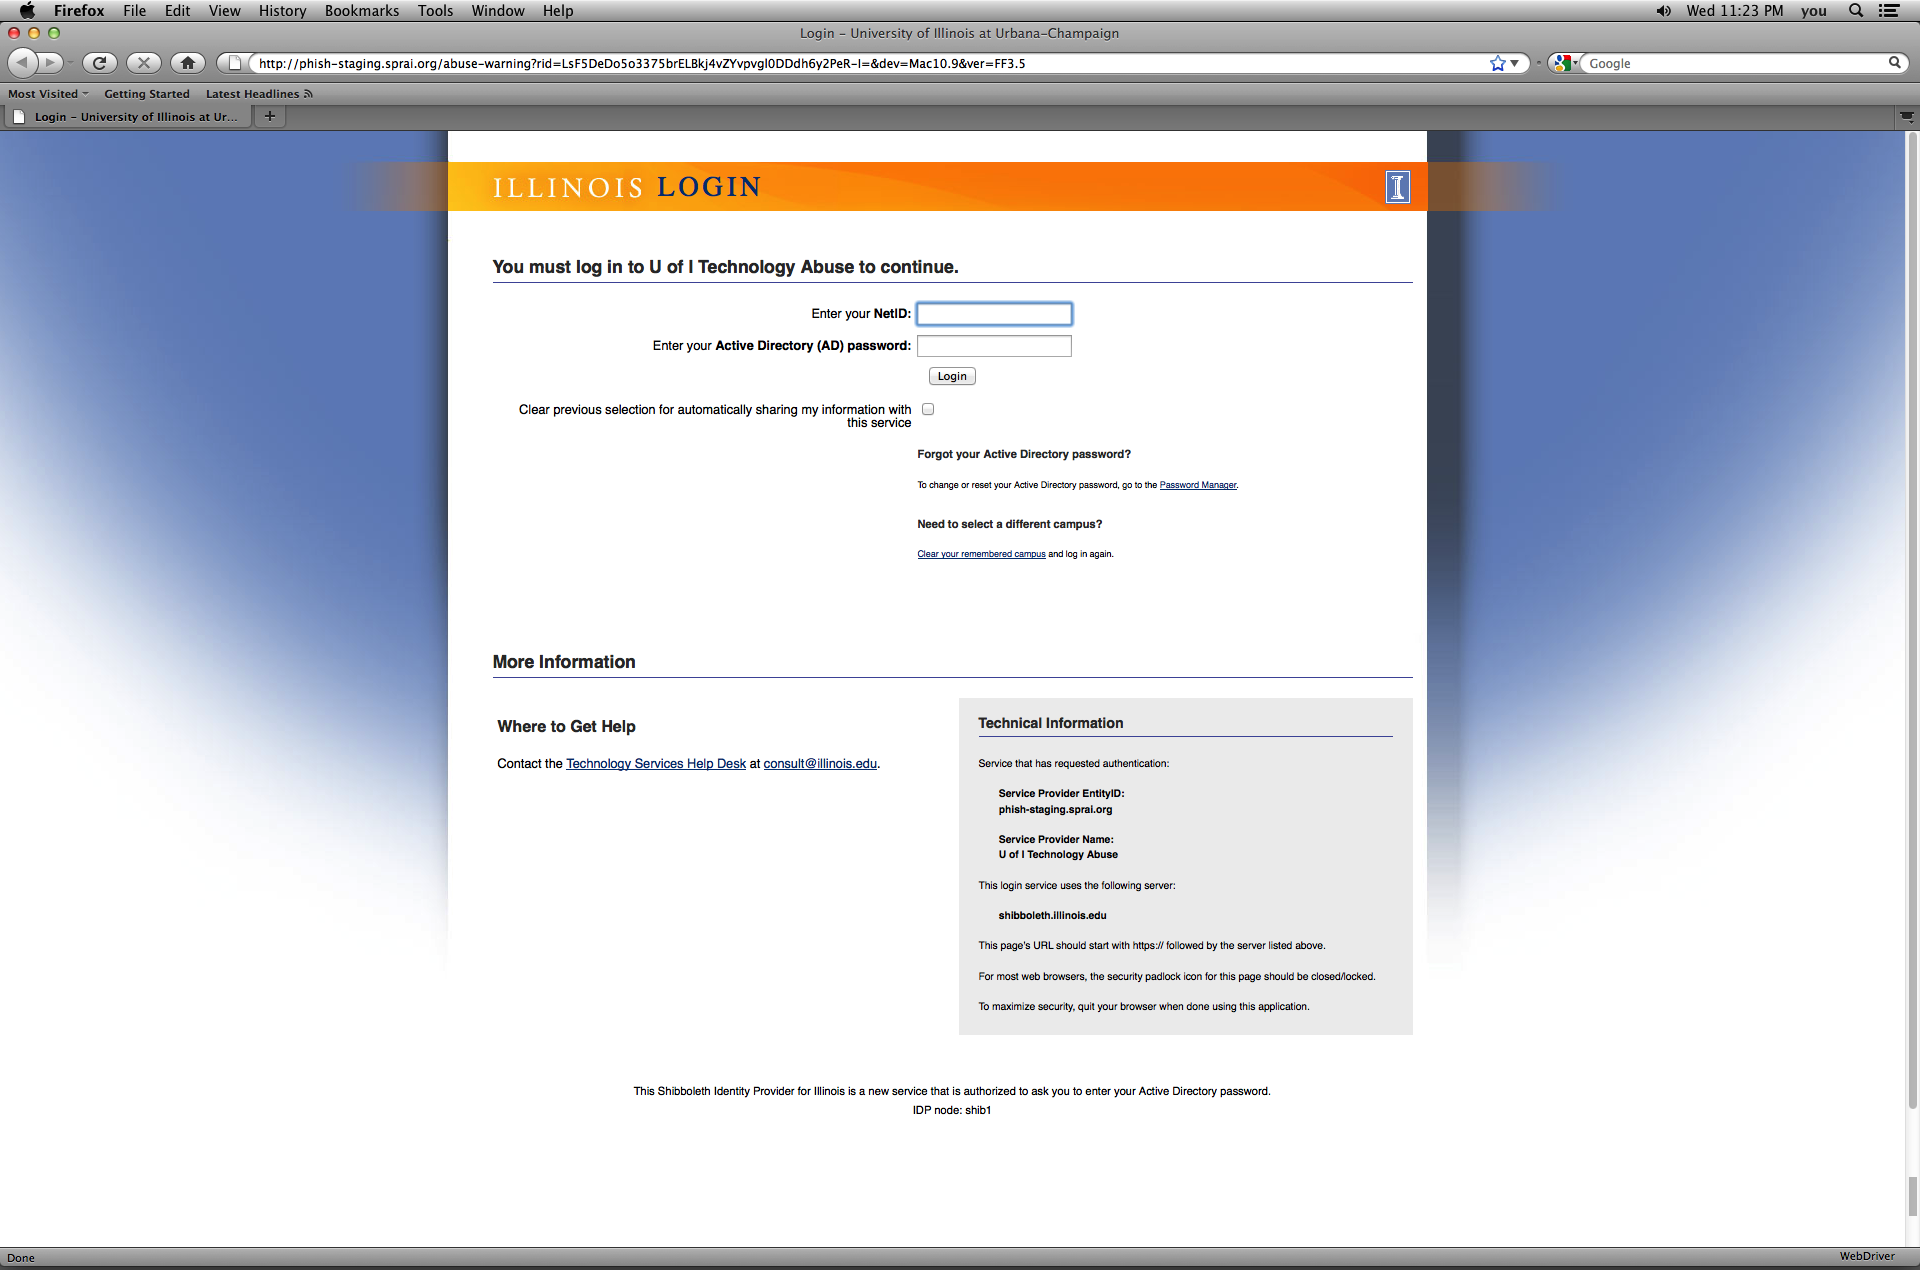 Firefox File Edit View History Bookmarks Tools Window Help Wed 11:23 PM you
Login – University of Illinois at Urbana-Champaign
http://phish-staging.sprai.org/abuse-warning?rid=LsF5DeDo5o3375brELBkj4vZYvpvgl0DDdh6y2PeR-I=&dev=Mac10.9&ver=FF3.5 Google
Most Visited Getting Started Latest Headlines
Login – University of Illinois at Ur... +
ILLINOIS LOGIN I
You must log in to U of I Technology Abuse to continue.
Enter your NetID:
Enter your Active Directory (AD) password:
Login
Clear previous selection for automatically sharing my information with
this service
Forgot your Active Directory password?
To change or reset your Active Directory password, go to the Password Manager.
Need to select a different campus?
Clear your remembered campus and log in again.
More Information
Where to Get Help
Contact the Technology Services Help Desk at consult@illinois.edu.
Technical Information
Service that has requested authentication:
Service Provider EntityID:
phish-staging.sprai.org
Service Provider Name:
U of I Technology Abuse
This login service uses the following server:
shibboleth.illinois.edu
This page's URL should start with https:// followed by the server listed above.
For most web browsers, the security padlock icon for this page should be closed/locked.
To maximize security, quit your browser when done using this application.
This Shibboleth Identity Provider for Illinois is a new service that is authorized to ask you to enter your Active Directory password.
IDP node: shib1
Done WebDriver